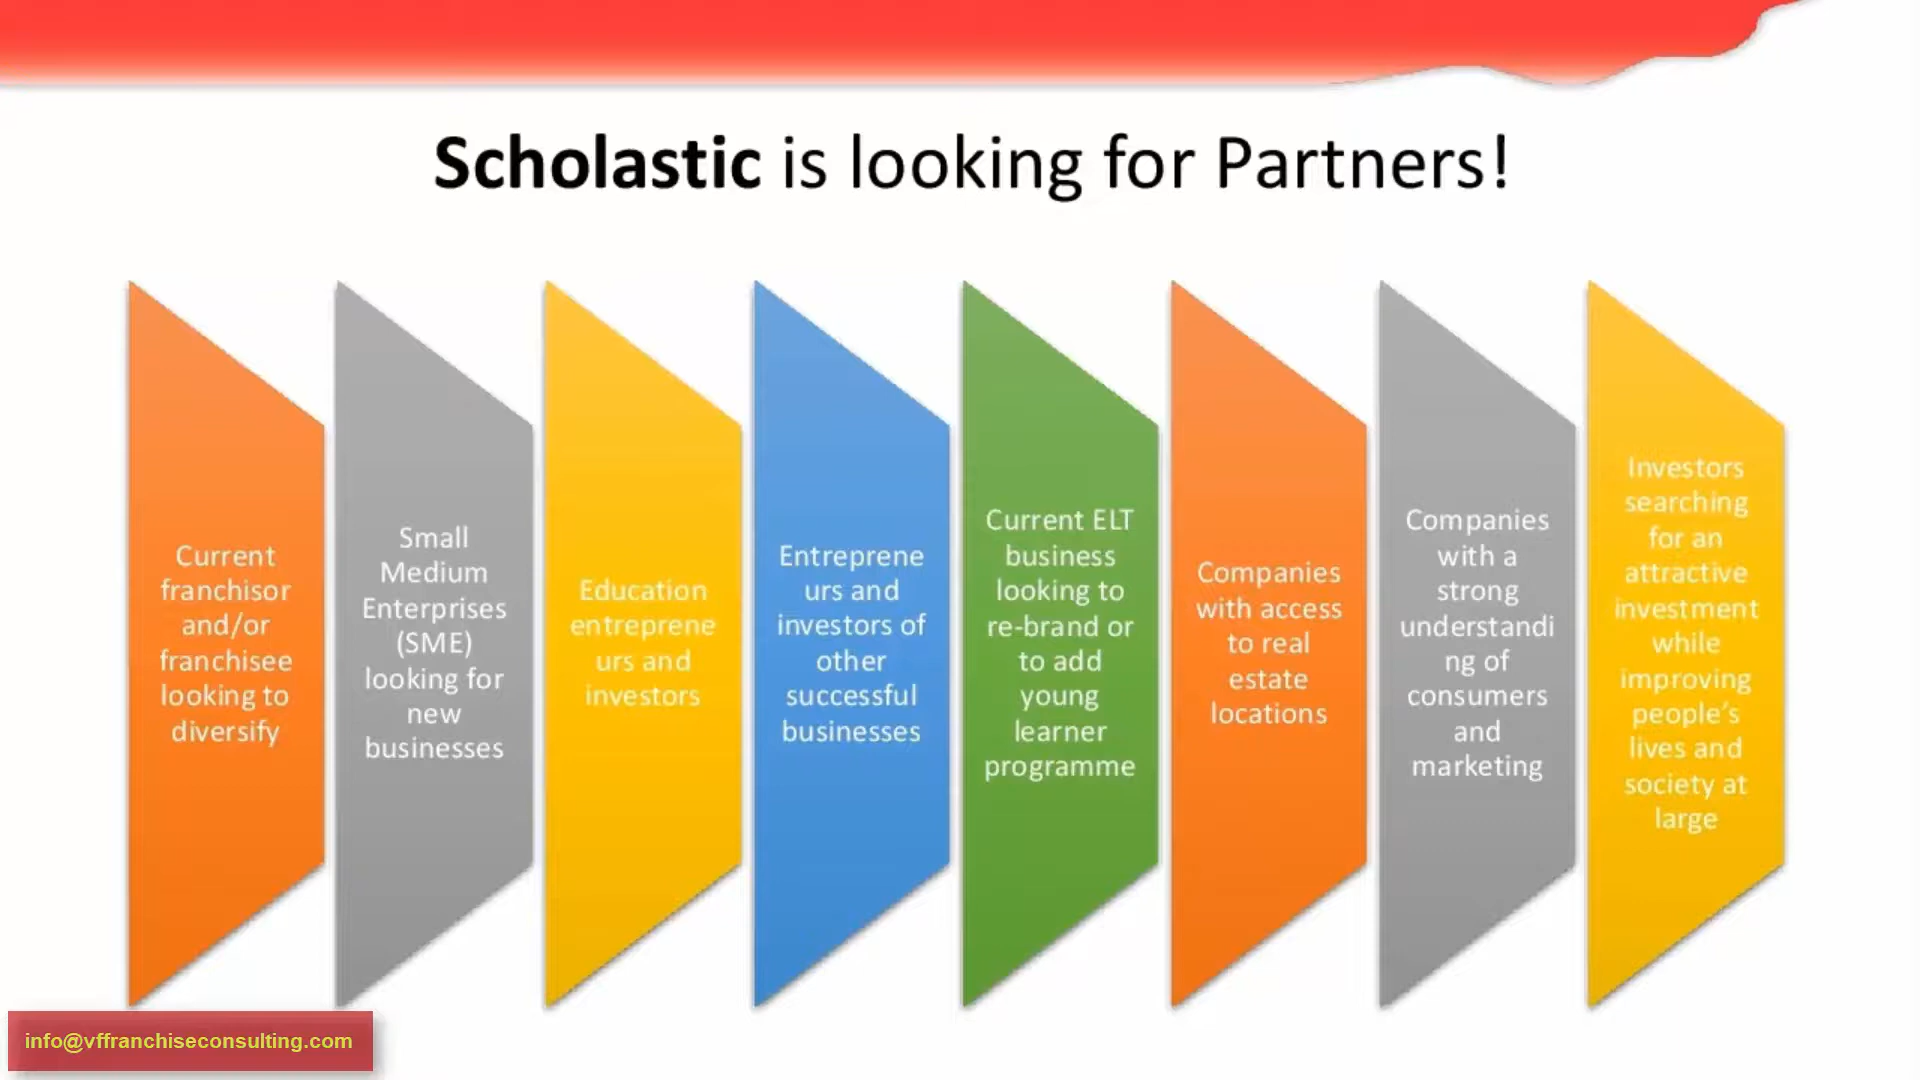 Scholastic is looking for Partners!
Current
franchisor
and/or
franchisee
looking to
diversify
Small
Medium
Enterprises
(SME)
looking for
new
businesses
Education
entreprene
urs and
investors
Entreprene
urs and
investors of
other
successful
businesses
Current ELT
business
looking to
re-brand or
to add
young
learner
programme
Companies
with access
to real
estate
locations
Companies
with a
strong
understandi
ng of
consumers
and
marketing
Investors
searching
for an
attractive
investment
while
improving
people's
lives and
society at
large
info@vffranchiseconsulting.com